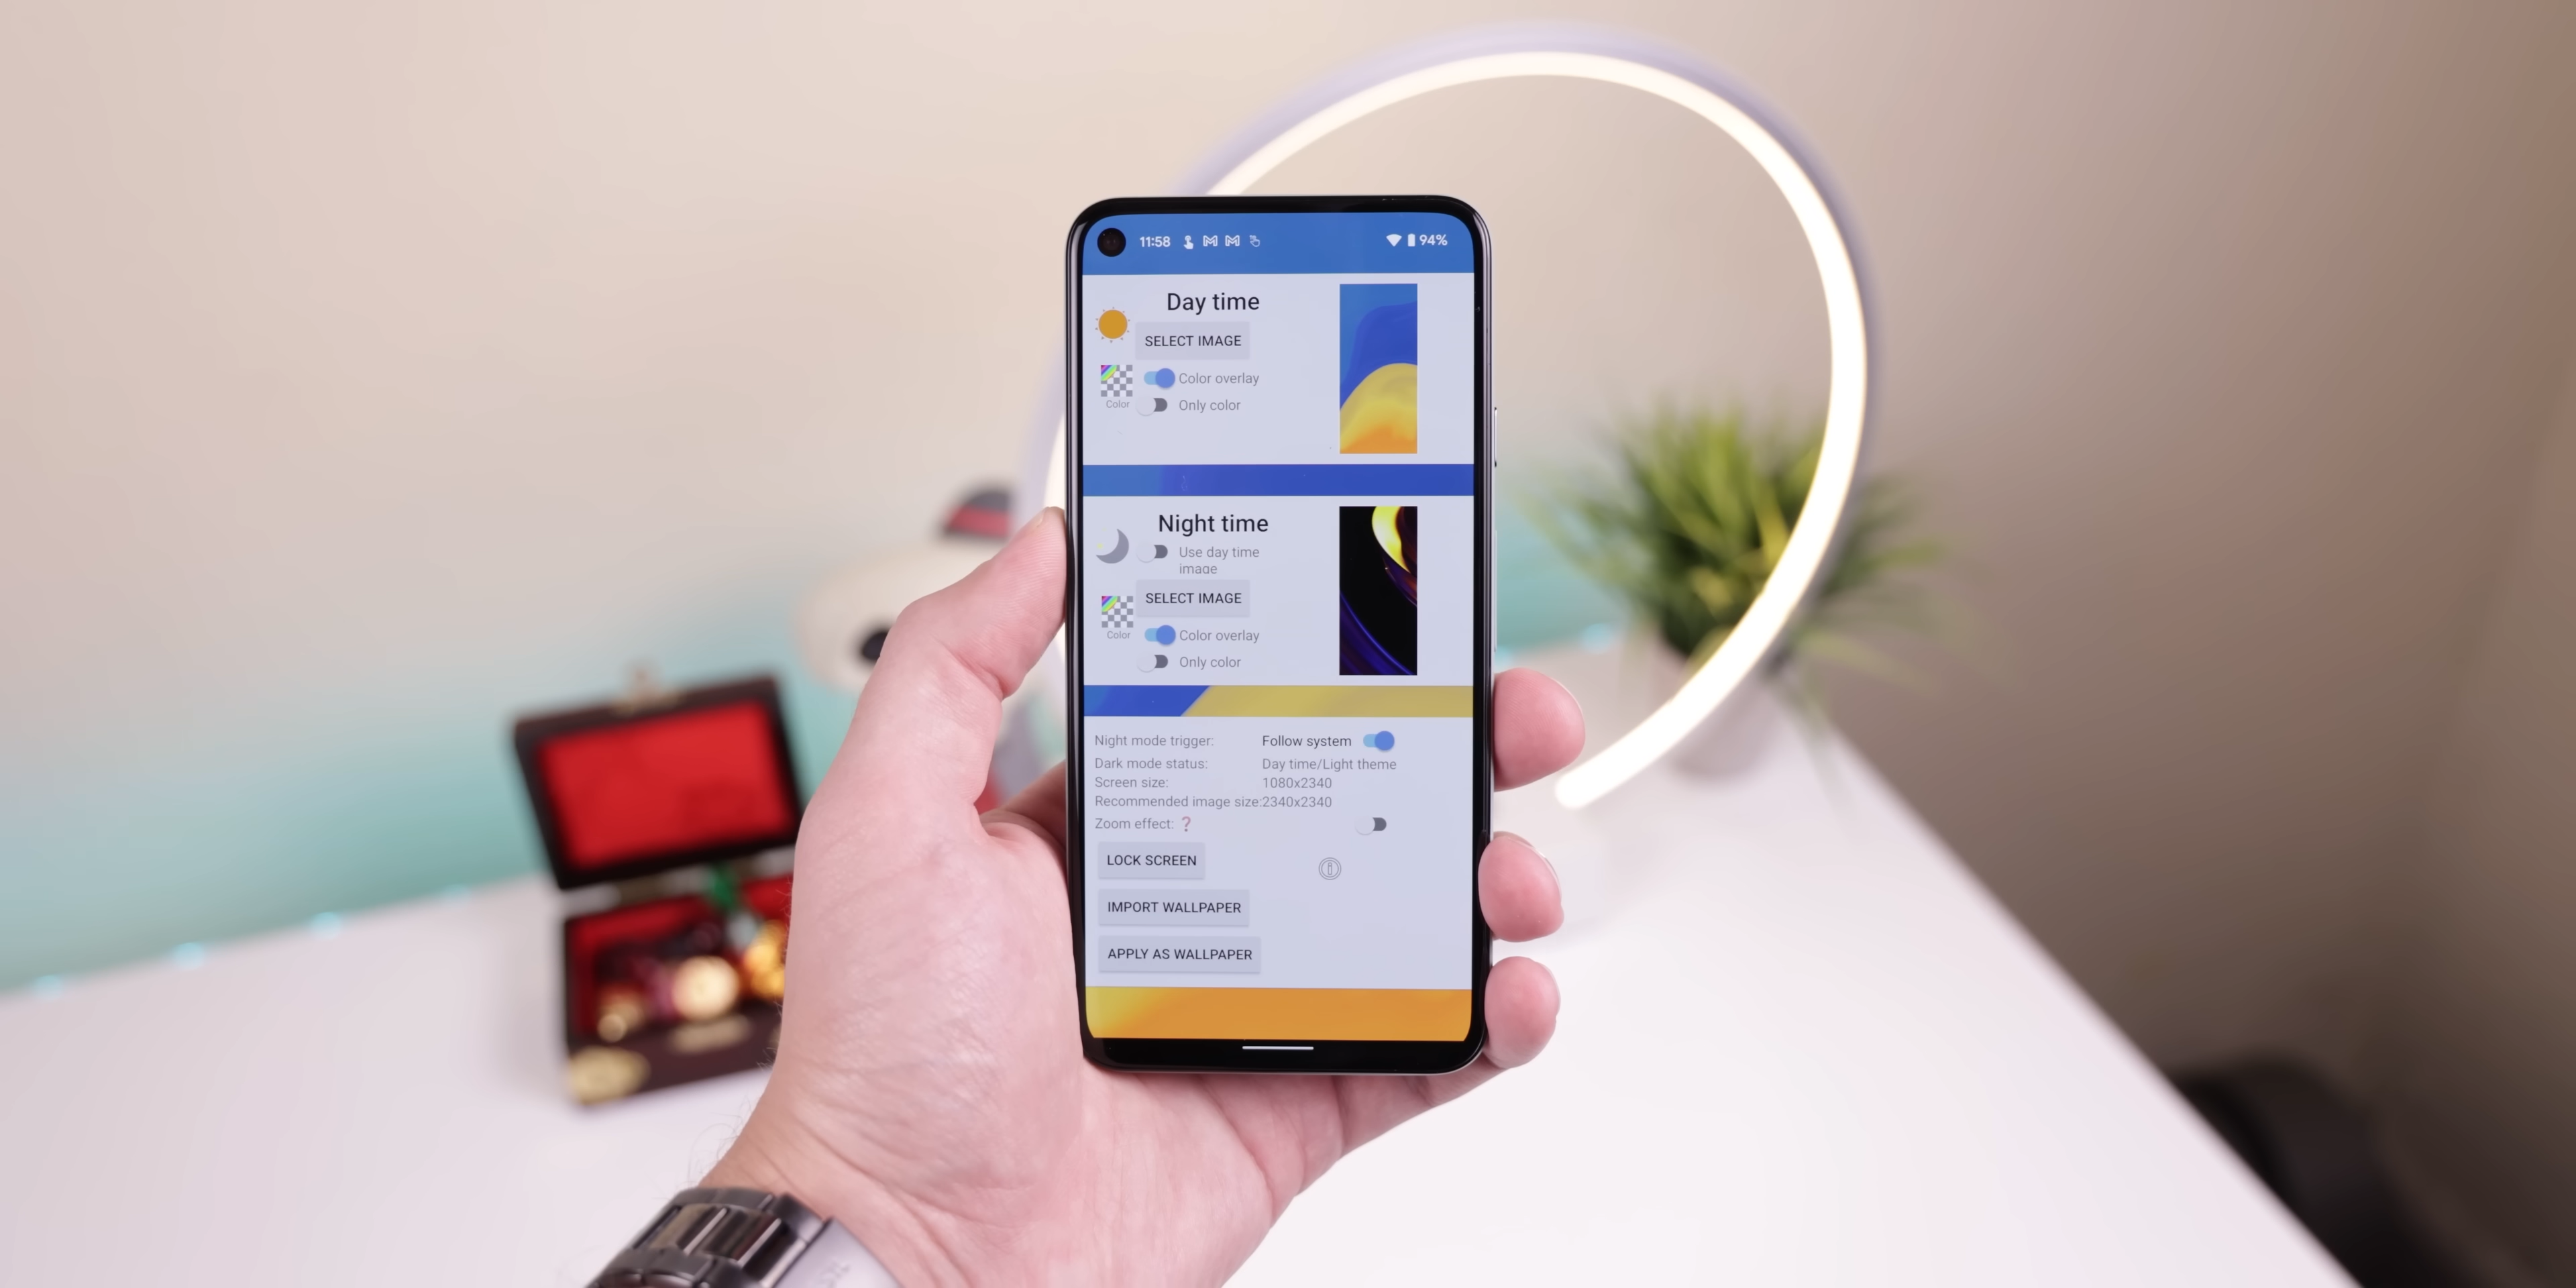 11:58 94%
Day time
SELECT IMAGE
Color overlay
Color
Only color
Night time
Use day time
image
SELECT IMAGE
Color overlay
Color
Only color
Night mode trigger: Follow system
Dark mode status: Day time/Light theme
Screen size: 1080x2340
Recommended image size:2340x2340
Zoom effect: ?
LOCK SCREEN
IMPORT WALLPAPER
APPLY AS WALLPAPER